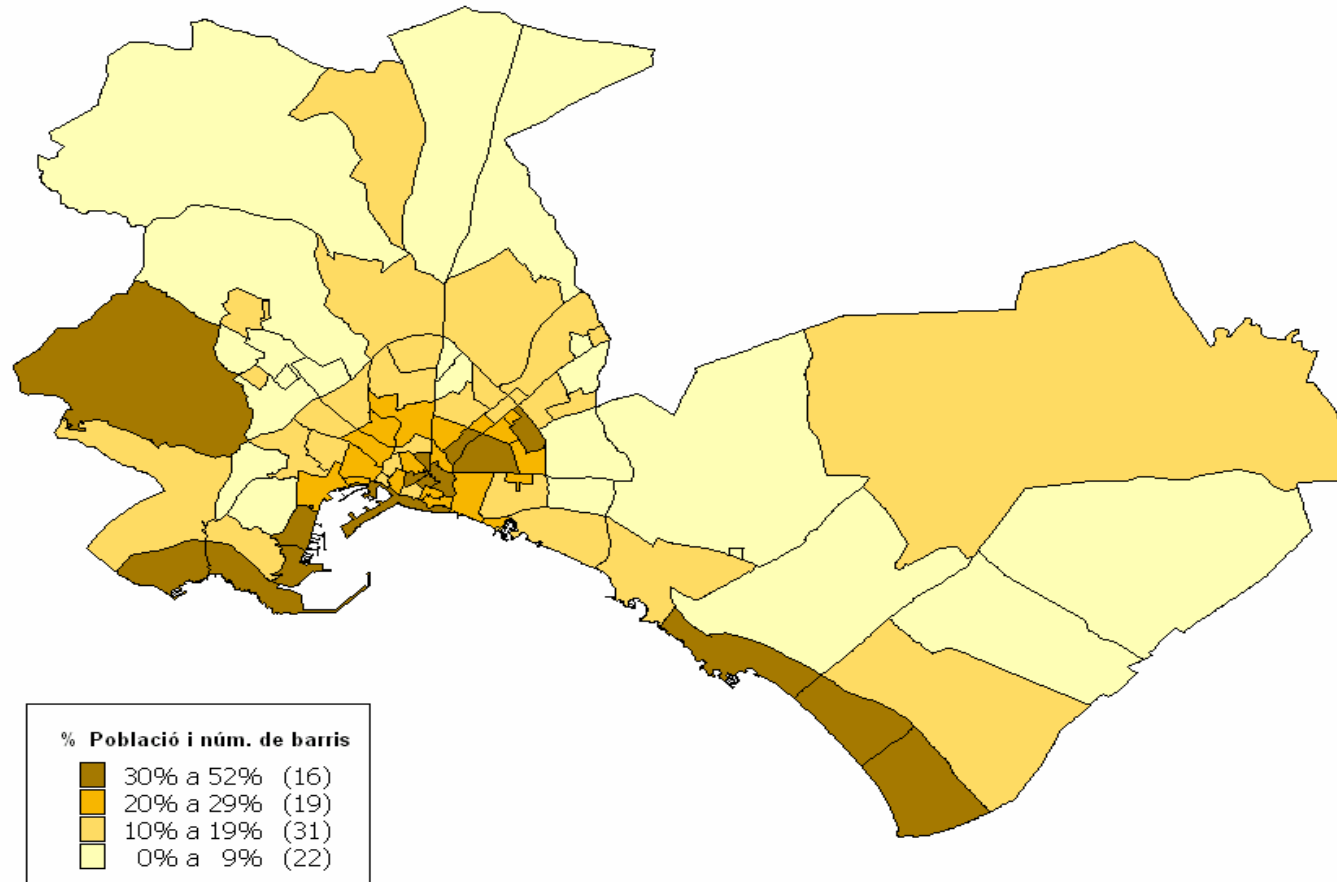 % Població i núm. de barris
30% a 52% (16)
20% a 29% (19)
10% a 19% (31)
0% a 9% (22)